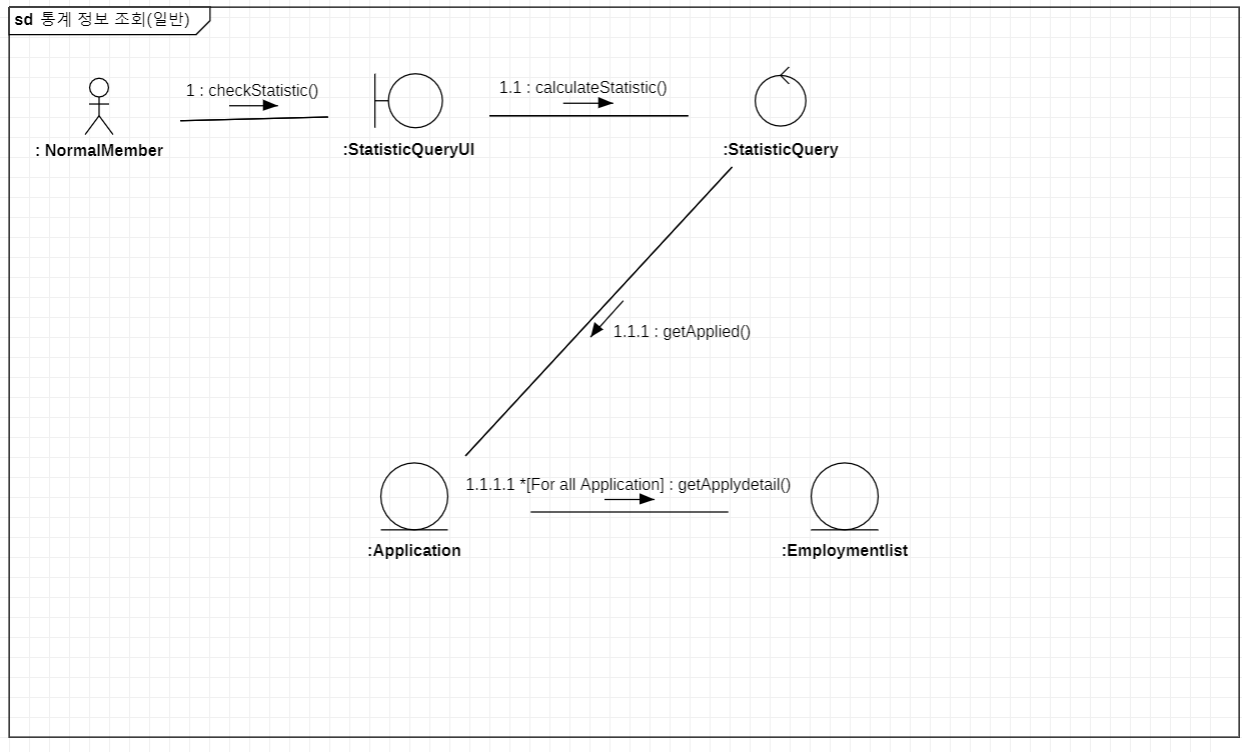 sd 통계 정보 조회(일반)
1 : checkStatistic()
1.1 : calculateStatistic()
: NormalMember
:StatisticQueryUI
:StatisticQuery
1.1.1 : getApplied()
1.1.1.1 *[For all Application] : getApplydetail()
:Application
:Employmentlist